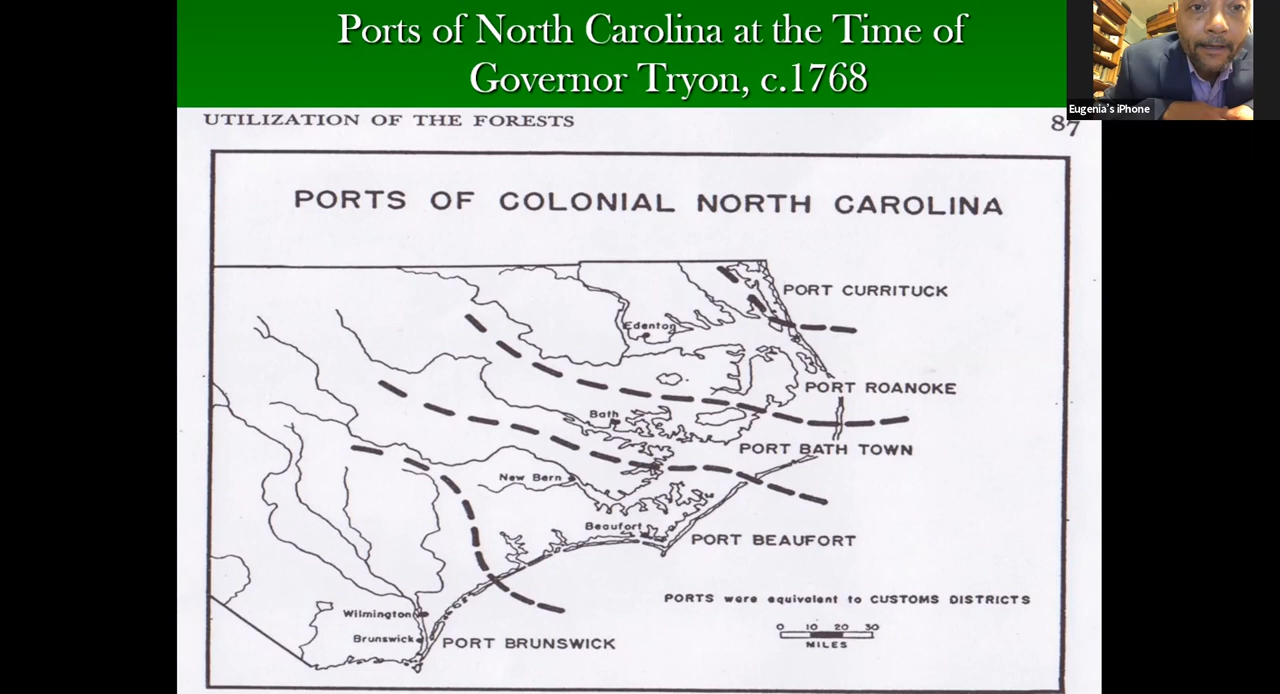 Ports of North Carolina at the Time of
Governor Tryon, c.1768
Eugenia's iPhone
UTILIZATION OF THE FORESTS 87
PORTS OF COLONIAL NORTH CAROLINA
PORT CURRITUCK
Edenton
PORT ROANOKE
Bath
PORT BATH TOWN
New Bern
Beaufort
PORT BEAUFORT
PORTS were equivalent to CUSTOMS DISTRICTS
Wilmington
0 10 20 30
MILES
Brunswick
PORT BRUNSWICK